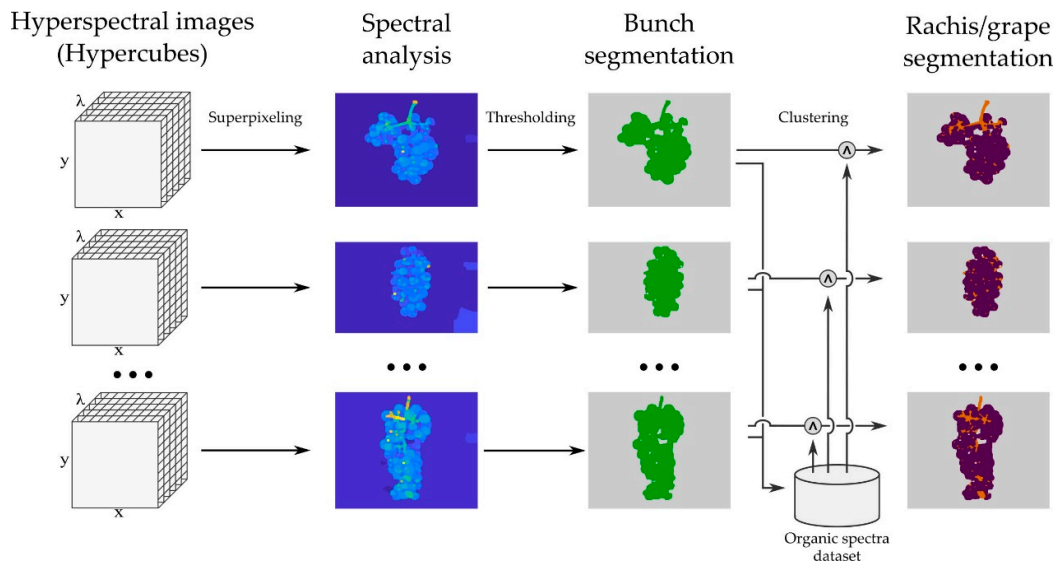 Hyperspectral images
(Hypercubes)
Spectral
analysis
Bunch
segmentation
Rachis/grape
segmentation
λ
y
x
Superpixeling
Thresholding
Clustering
∧
λ
y
x
∧
λ
y
x
∧
Organic spectra
dataset